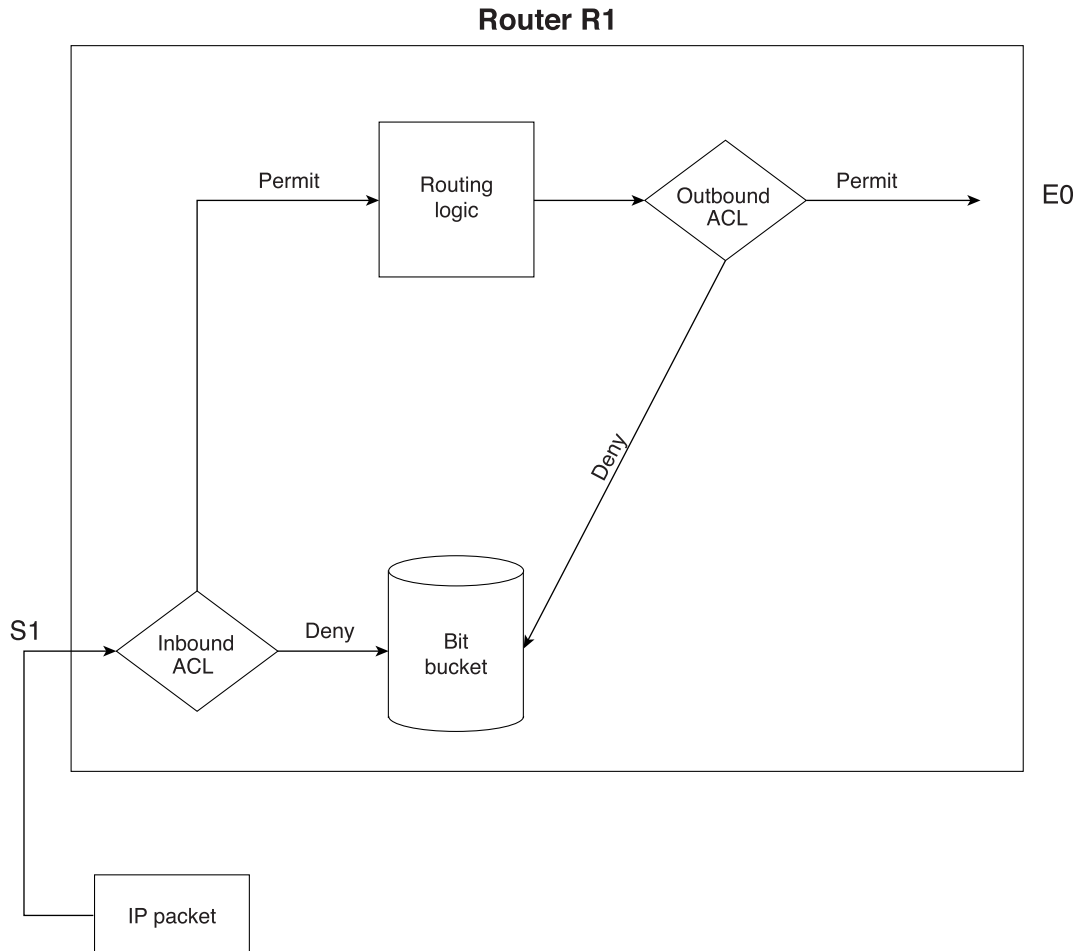 Router R1
Permit
Routing
logic
Outbound
ACL
Permit
E0
Deny
S1
Inbound
ACL
Deny
Bit
bucket
IP packet